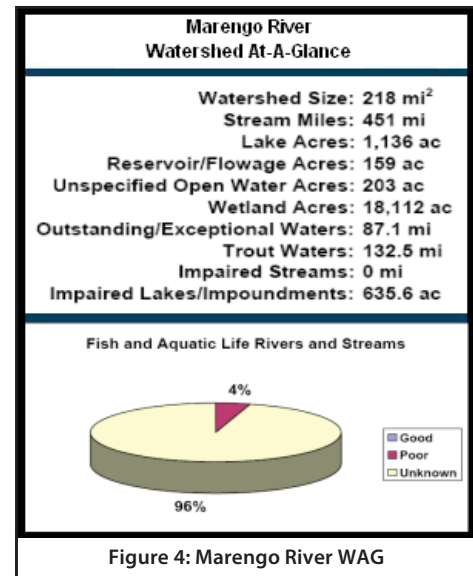 Marengo River
Watershed At-A-Glance
Watershed Size: 218 mi²
Stream Miles: 451 mi
Lake Acres: 1,136 ac
Reservoir/Flowage Acres: 159 ac
Unspecified Open Water Acres: 203 ac
Wetland Acres: 18,112 ac
Outstanding/Exceptional Waters: 87.1 mi
Trout Waters: 132.5 mi
Impaired Streams: 0 mi
Impaired Lakes/Impoundments: 635.6 ac
Fish and Aquatic Life Rivers and Streams
4%
Good
Poor
Unknown
96%
Figure 4: Marengo River WAG